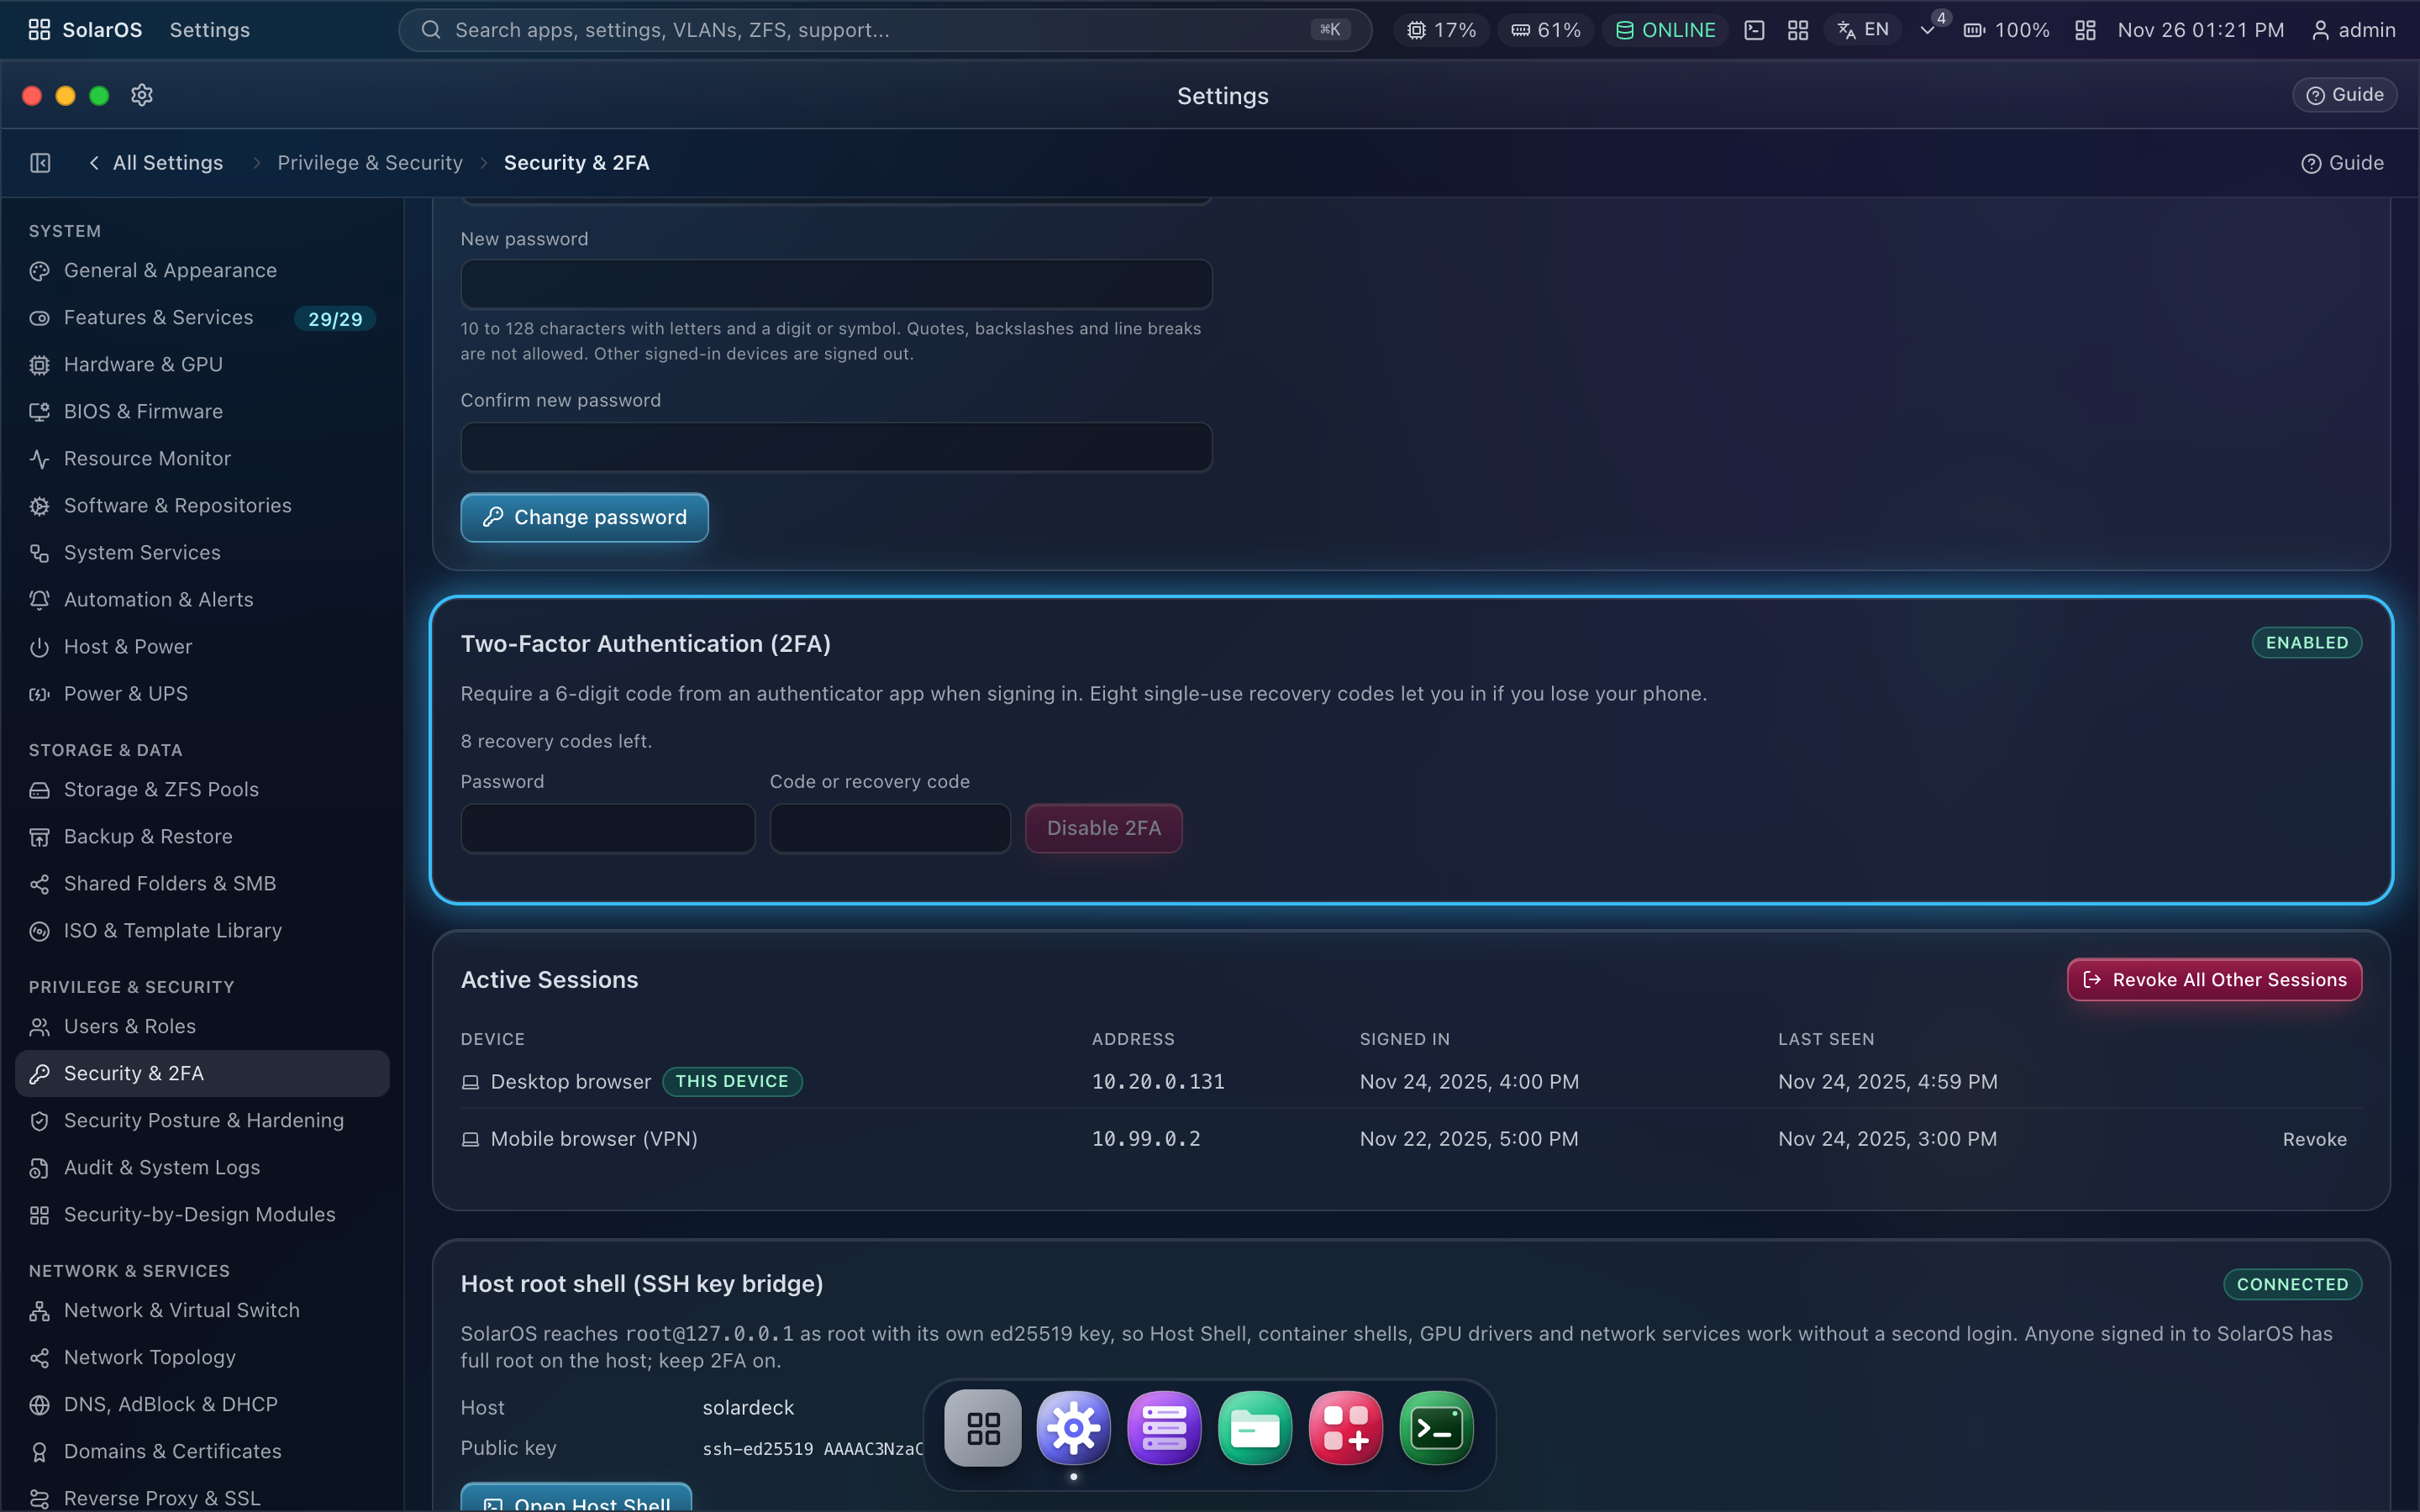 SolarOS
Settings
Search apps, settings, VLANs, ZFS, support...
⌘K
17%
61%
ONLINE
EN
4
100%
Nov 26 01:21 PM
admin
Settings
Guide
All Settings
Privilege & Security
Security & 2FA
Guide
SYSTEM
General & Appearance
Features & Services
29/29
Hardware & GPU
BIOS & Firmware
Resource Monitor
Software & Repositories
System Services
Automation & Alerts
Host & Power
Power & UPS
STORAGE & DATA
Storage & ZFS Pools
Backup & Restore
Shared Folders & SMB
ISO & Template Library
PRIVILEGE & SECURITY
Users & Roles
Security & 2FA
Security Posture & Hardening
Audit & System Logs
Security-by-Design Modules
NETWORK & SERVICES
Network & Virtual Switch
Network Topology
DNS, AdBlock & DHCP
Domains & Certificates
Reverse Proxy & SSL
New password
10 to 128 characters with letters and a digit or symbol. Quotes, backslashes and line breaks
are not allowed. Other signed-in devices are signed out.
Confirm new password
Change password
Two-Factor Authentication (2FA)
ENABLED
Require a 6-digit code from an authenticator app when signing in. Eight single-use recovery codes let you in if you lose your phone.
8 recovery codes left.
Password
Code or recovery code
Disable 2FA
Active Sessions
Revoke All Other Sessions
DEVICE ADDRESS SIGNED IN LAST SEEN
Desktop browser THIS DEVICE 10.20.0.131 Nov 24, 2025, 4:00 PM Nov 24, 2025, 4:59 PM
Mobile browser (VPN) 10.99.0.2 Nov 22, 2025, 5:00 PM Nov 24, 2025, 3:00 PM Revoke
Host root shell (SSH key bridge)
CONNECTED
SolarOS reaches root@127.0.0.1 as root with its own ed25519 key, so Host Shell, container shells, GPU drivers and network services work without a second login. Anyone signed in to SolarOS has
full root on the host; keep 2FA on.
Host solardeck
Public key ssh-ed25519 AAAAC3NzaC
Open Host Shell